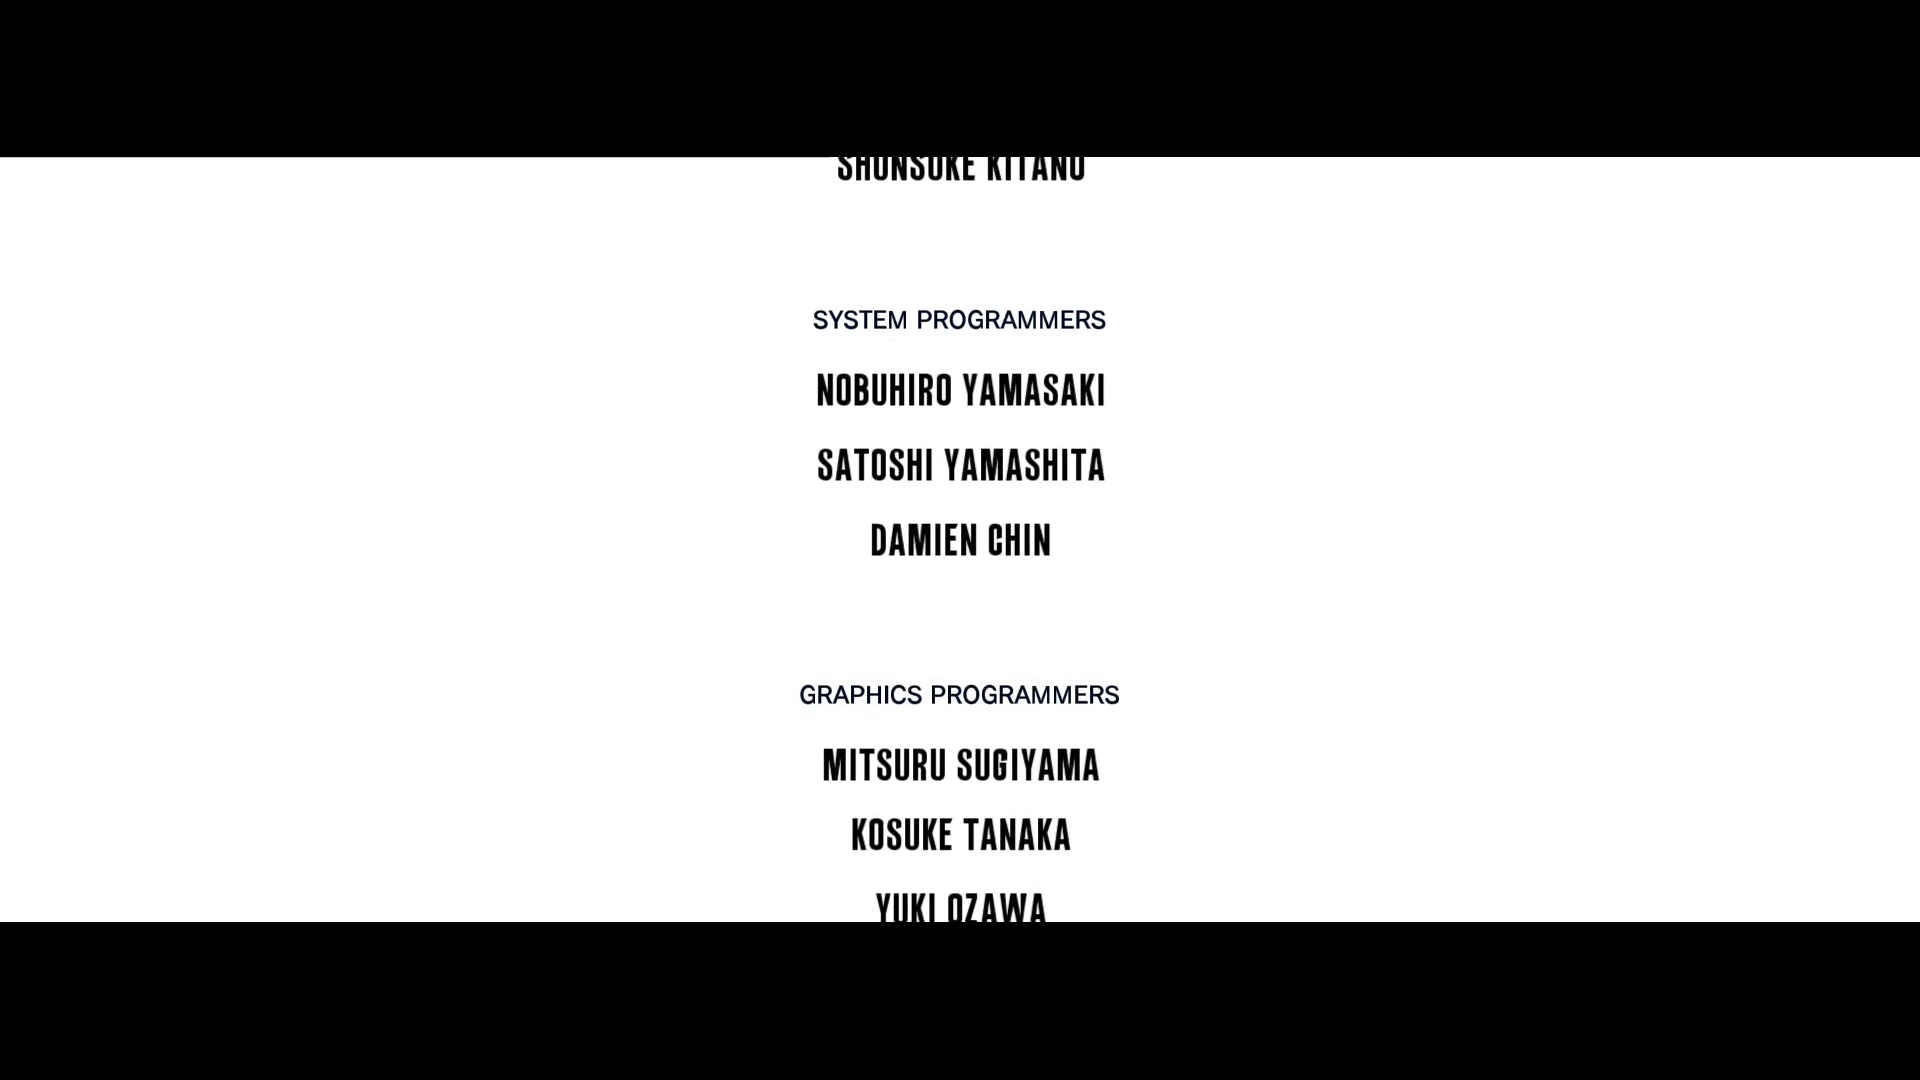 SHUNSUKE KITANO
SYSTEM PROGRAMMERS
NOBUHIRO YAMASAKI
SATOSHI YAMASHITA
DAMIEN CHIN
GRAPHICS PROGRAMMERS
MITSURU SUGIYAMA
KOSUKE TANAKA
YUKI OZAWA